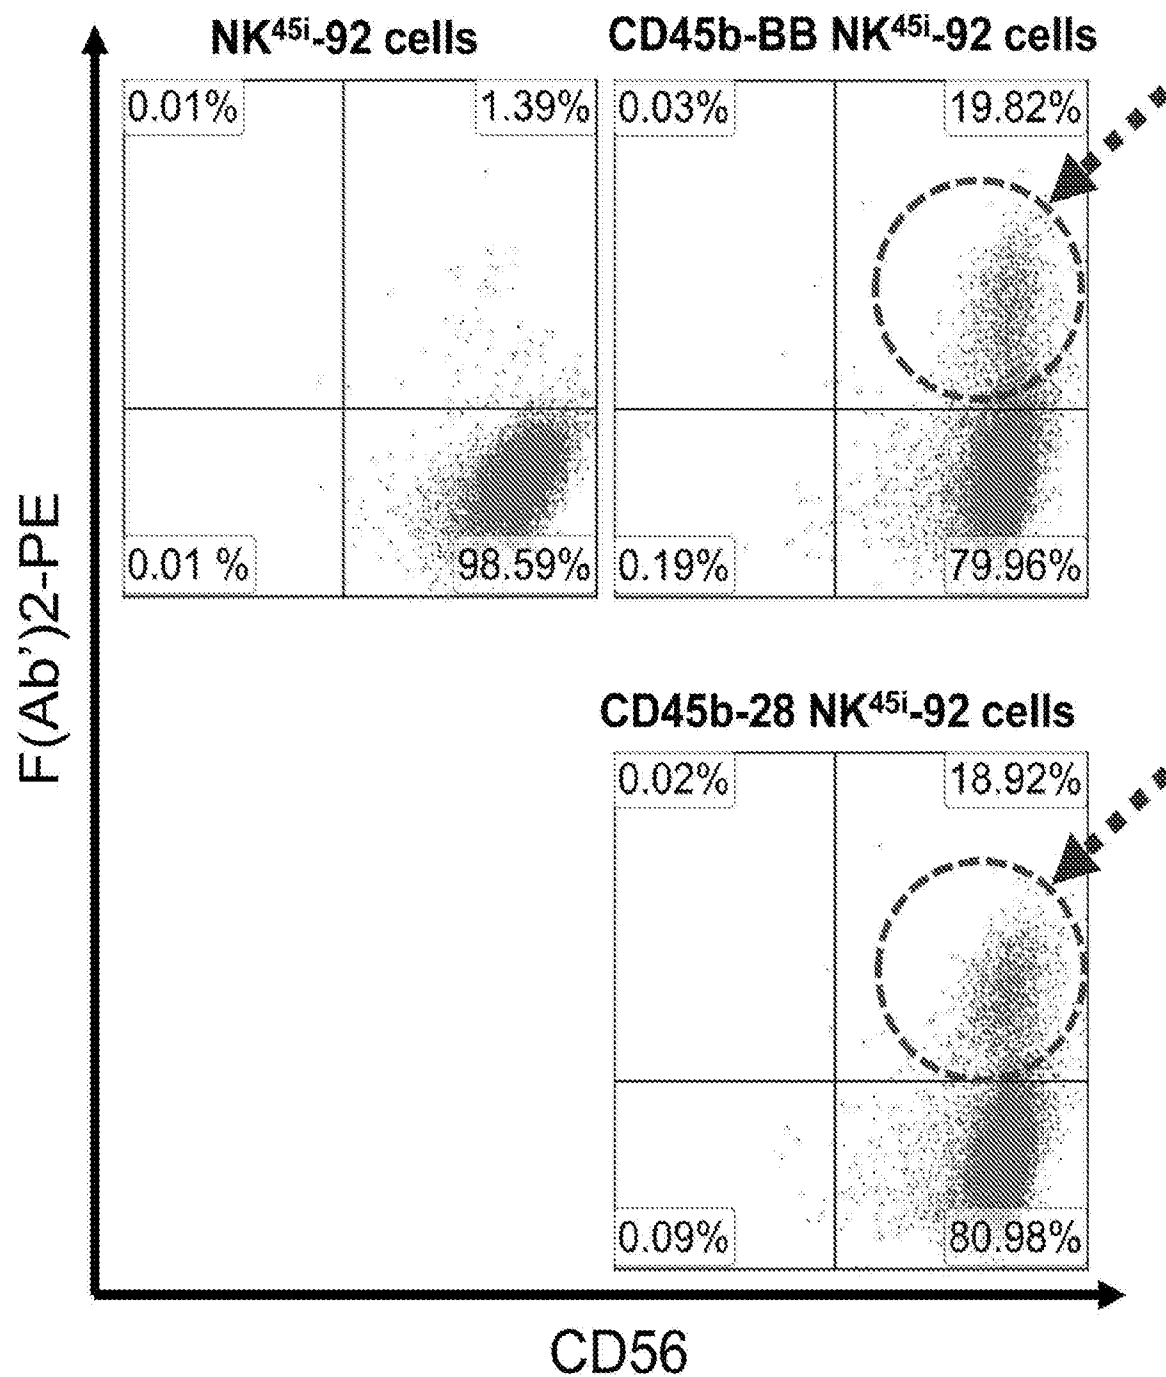 NK45i-92 cells
CD45b-BB NK45i-92 cells
0.01%
1.39%
0.03%
19.82%
0.01 %
98.59%
0.19%
79.96%
F(Ab’)2-PE
CD45b-28 NK45i-92 cells
0.02%
18.92%
0.09%
80.98%
CD56